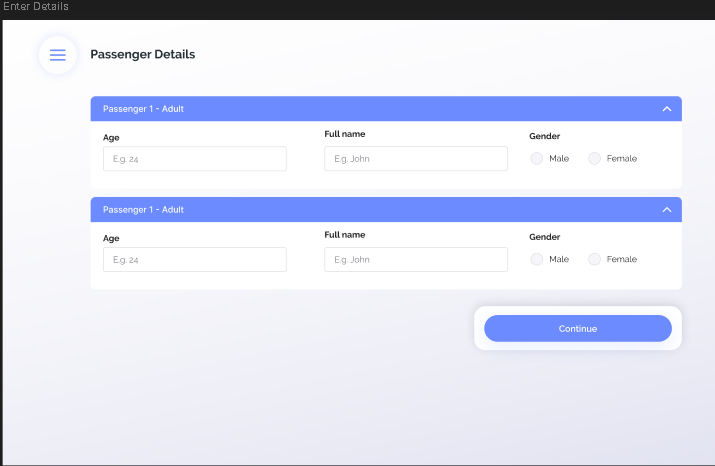 Enter Details
Passenger Details
Passenger 1 - Adult
Age
Full name
Gender
E.g. 24
E.g. John
Male
Female
Passenger 1 - Adult
Age
Full name
Gender
E.g. 24
E.g. John
Male
Female
Continue